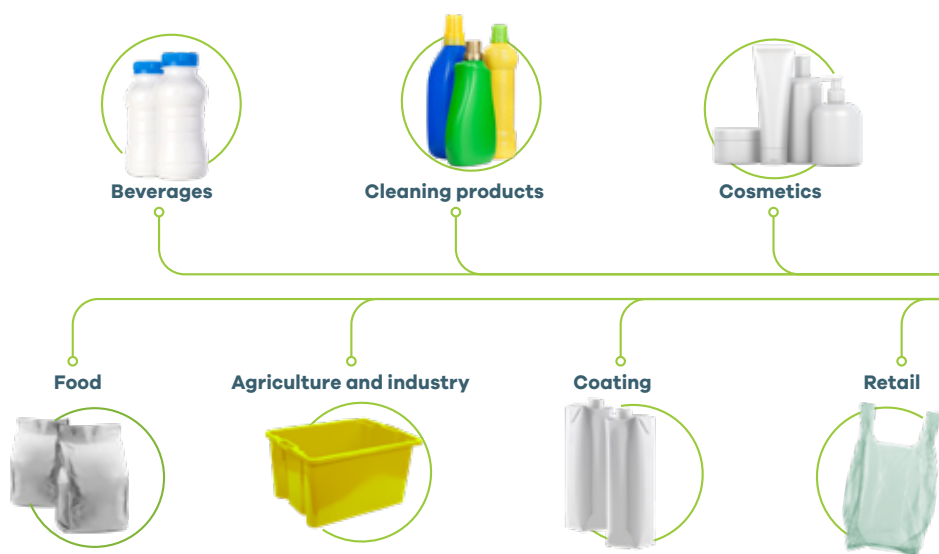 Beverages
Cleaning products
Cosmetics
Food
Agriculture and industry
Coating
Retail